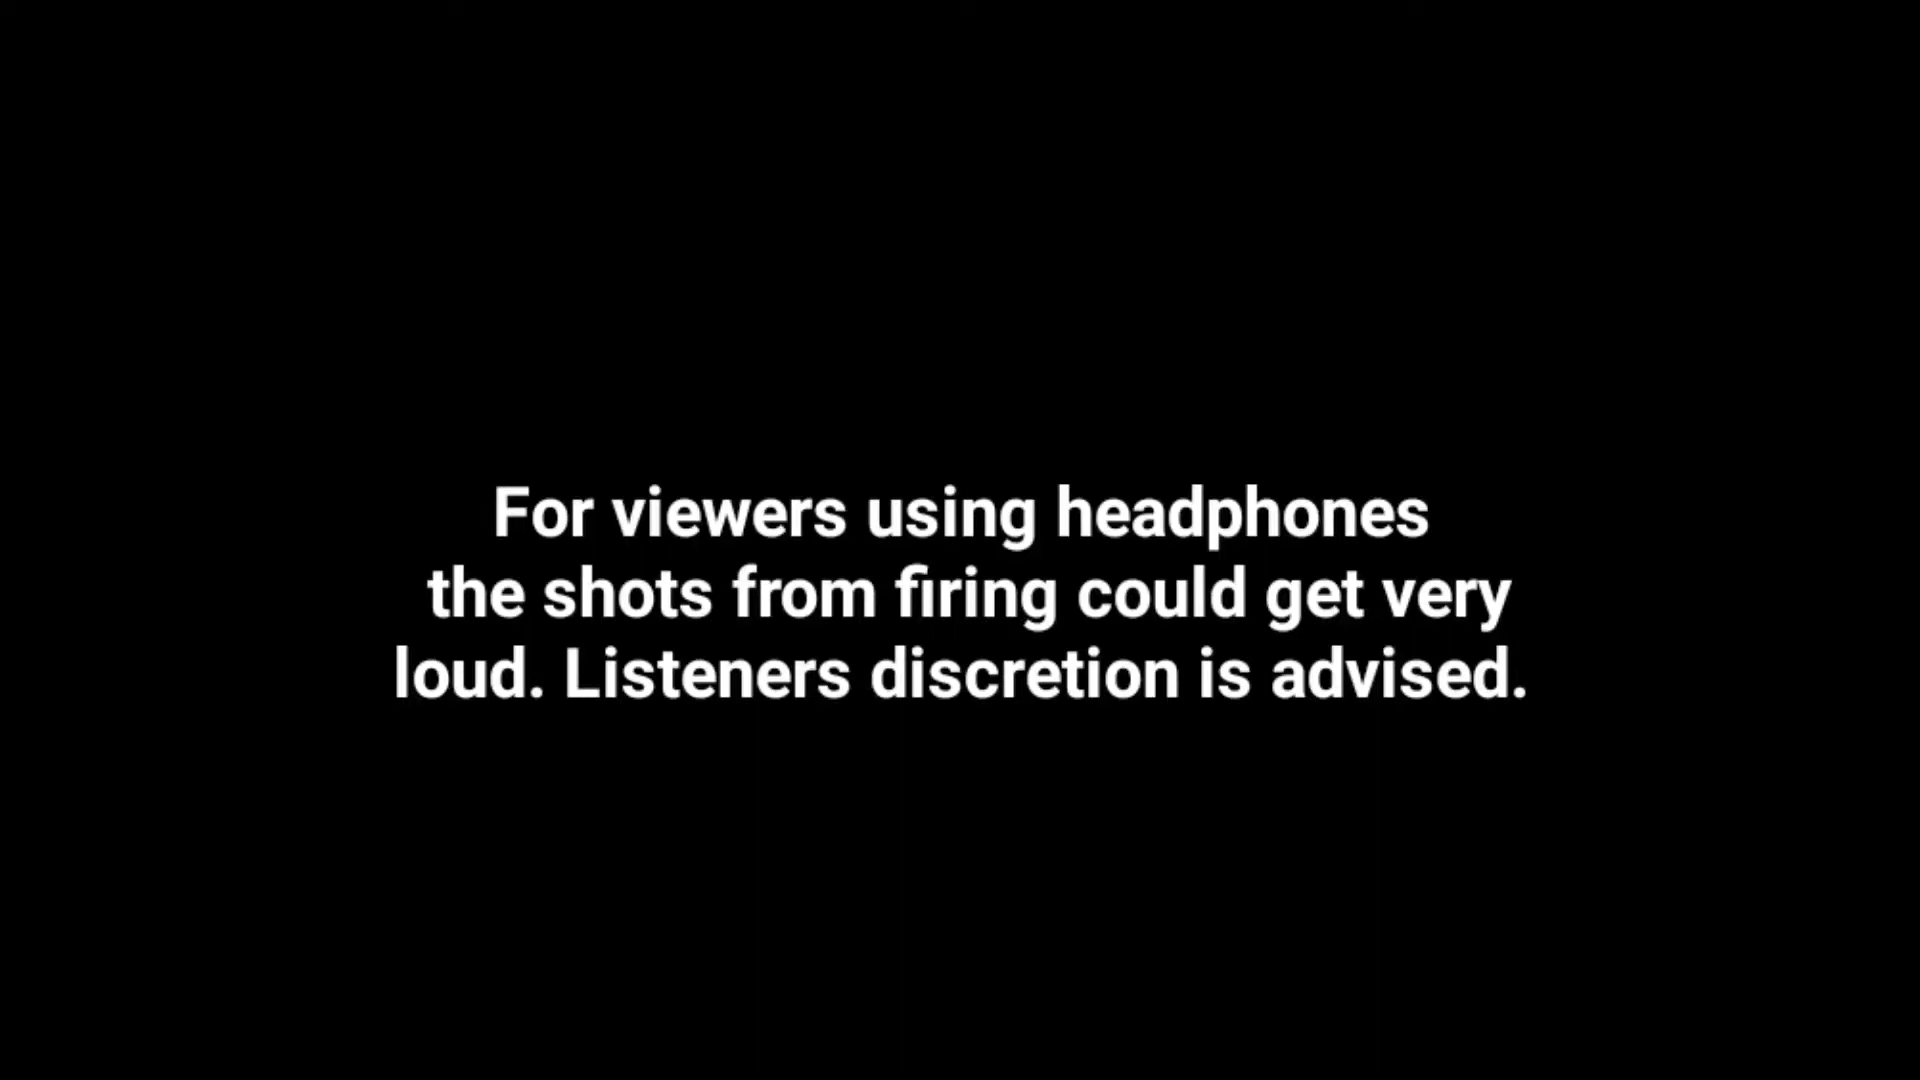 For viewers using headphones
the shots from firing could get very
loud. Listeners discretion is advised.